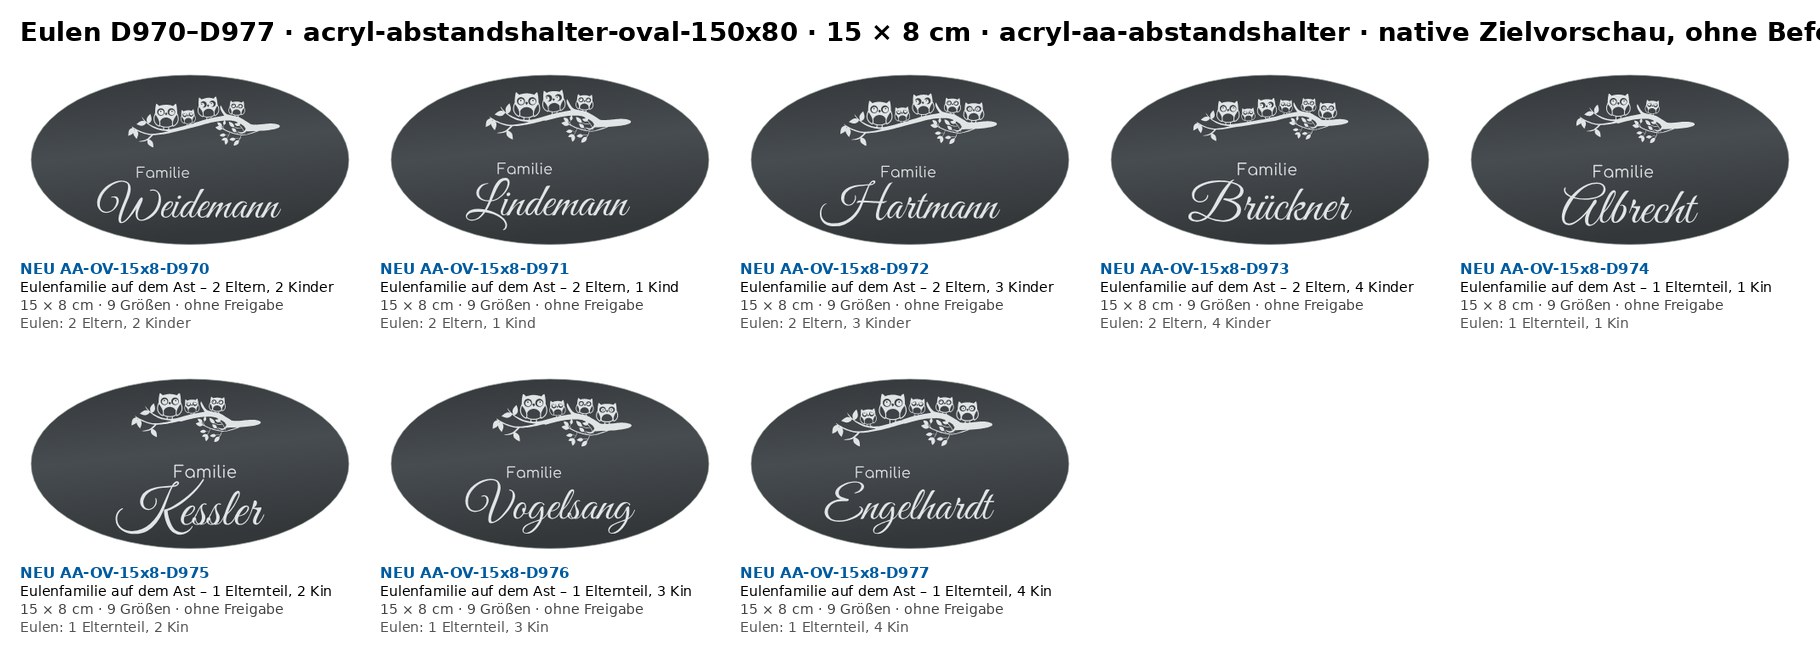 Eulen D970–D977 · acryl-abstandshalter-oval-150x80 · 15 × 8 cm · acryl-aa-abstandshalter · native Zielvorschau, ohne Befe
Familie
Weidemann
NEU AA-OV-15x8-D970
Eulenfamilie auf dem Ast – 2 Eltern, 2 Kinder
15 × 8 cm · 9 Größen · ohne Freigabe
Eulen: 2 Eltern, 2 Kinder
Familie
Lindemann
NEU AA-OV-15x8-D971
Eulenfamilie auf dem Ast – 2 Eltern, 1 Kind
15 × 8 cm · 9 Größen · ohne Freigabe
Eulen: 2 Eltern, 1 Kind
Familie
Hartmann
NEU AA-OV-15x8-D972
Eulenfamilie auf dem Ast – 2 Eltern, 3 Kinder
15 × 8 cm · 9 Größen · ohne Freigabe
Eulen: 2 Eltern, 3 Kinder
Familie
Brückner
NEU AA-OV-15x8-D973
Eulenfamilie auf dem Ast – 2 Eltern, 4 Kinder
15 × 8 cm · 9 Größen · ohne Freigabe
Eulen: 2 Eltern, 4 Kinder
Familie
Albrecht
NEU AA-OV-15x8-D974
Eulenfamilie auf dem Ast – 1 Elternteil, 1 Kin
15 × 8 cm · 9 Größen · ohne Freigabe
Eulen: 1 Elternteil, 1 Kin
Familie
Kessler
NEU AA-OV-15x8-D975
Eulenfamilie auf dem Ast – 1 Elternteil, 2 Kin
15 × 8 cm · 9 Größen · ohne Freigabe
Eulen: 1 Elternteil, 2 Kin
Familie
Vogelsang
NEU AA-OV-15x8-D976
Eulenfamilie auf dem Ast – 1 Elternteil, 3 Kin
15 × 8 cm · 9 Größen · ohne Freigabe
Eulen: 1 Elternteil, 3 Kin
Familie
Engelhardt
NEU AA-OV-15x8-D977
Eulenfamilie auf dem Ast – 1 Elternteil, 4 Kin
15 × 8 cm · 9 Größen · ohne Freigabe
Eulen: 1 Elternteil, 4 Kin